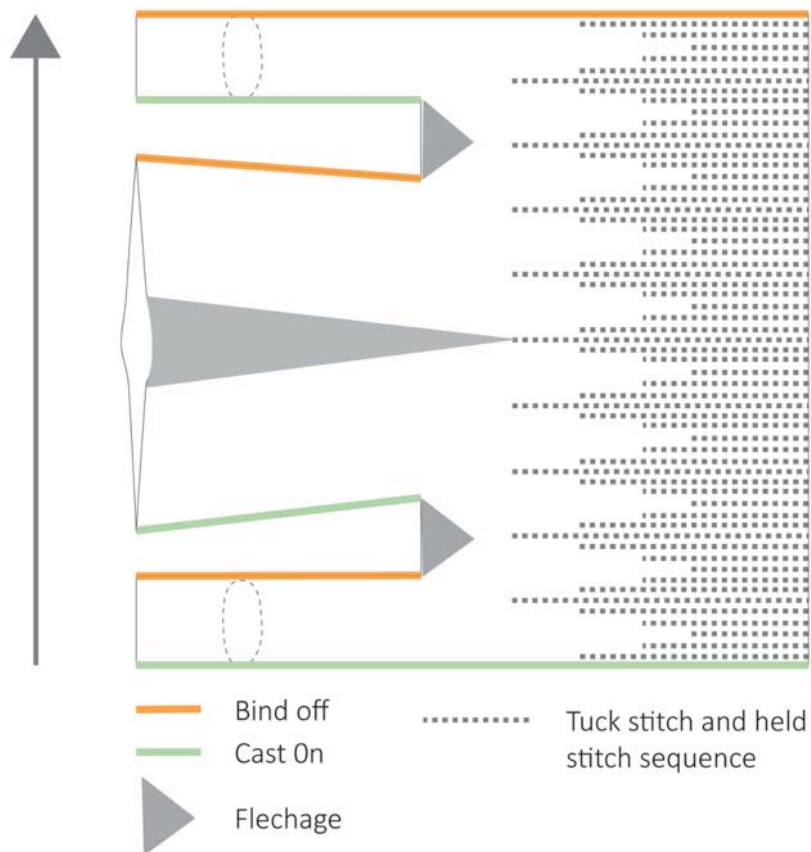 Bind off
Cast 0n
Flechage
Tuck stitch and held
stitch sequence